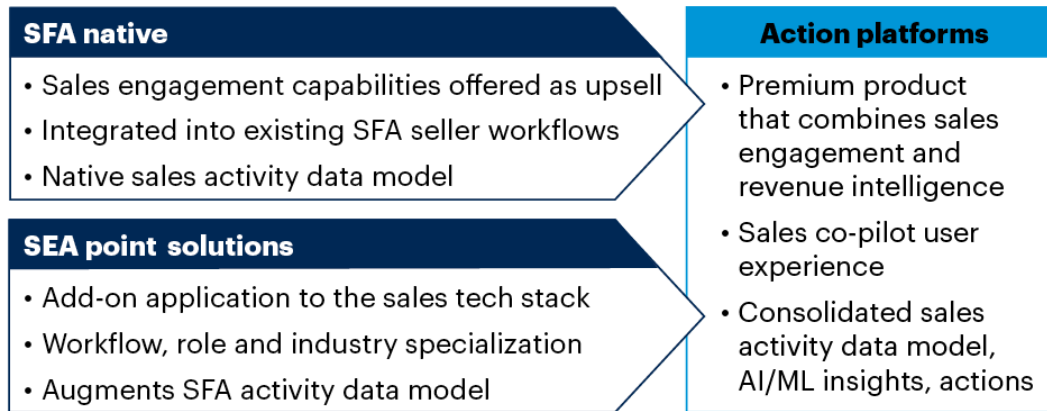 SFA native
• Sales engagement capabilities offered as upsell
• Integrated into existing SFA seller workflows
• Native sales activity data model
SEA point solutions
• Add-on application to the sales tech stack
• Workflow, role and industry specialization
• Augments SFA activity data model
Action platforms
• Premium product
that combines sales
engagement and
revenue intelligence
• Sales co-pilot user
experience
• Consolidated sales
activity data model,
AI/ML insights, actions